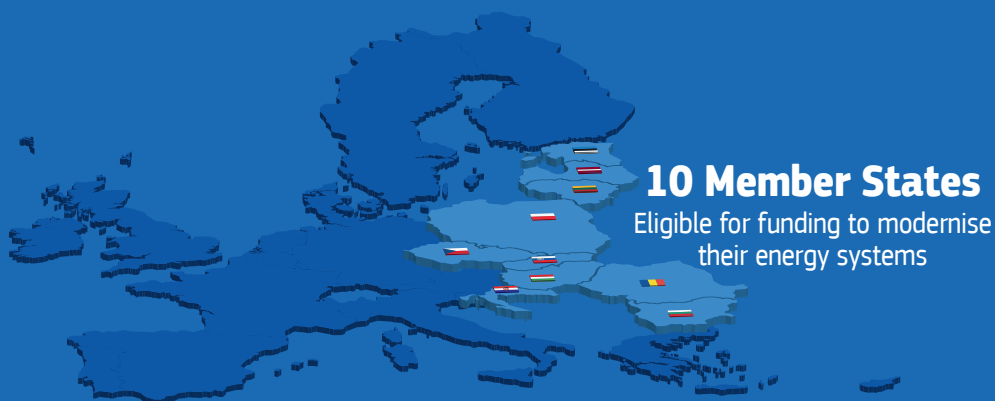 10 Member States
Eligible for funding to modernise
their energy systems